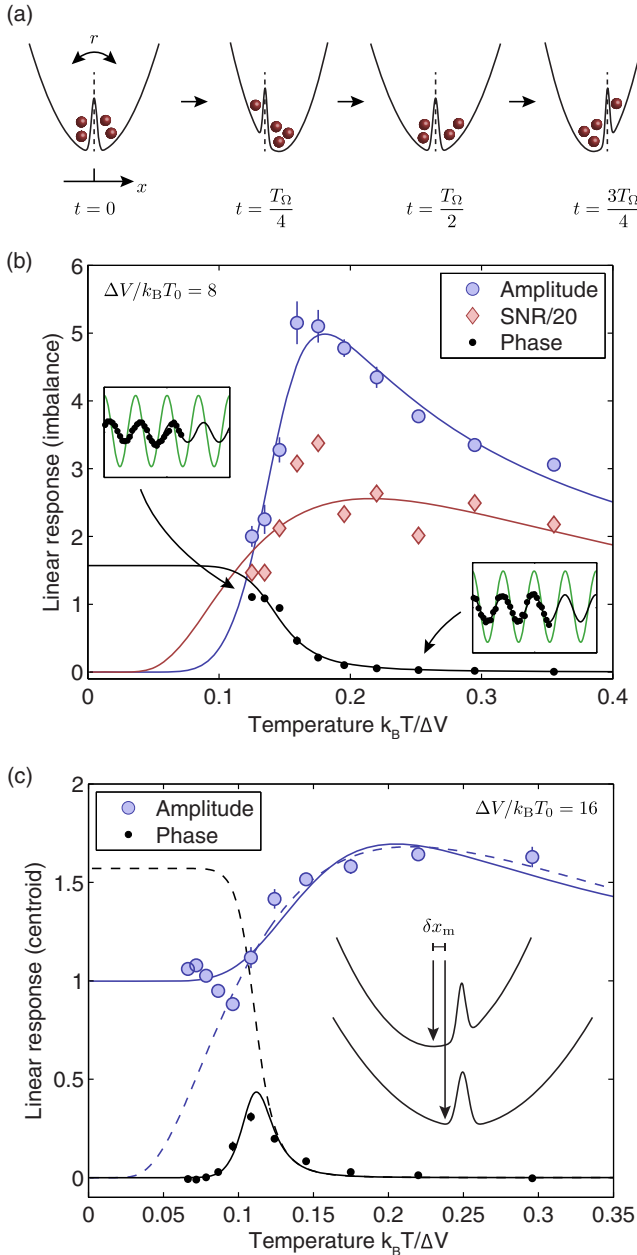 (a)
r
x
t = 0
t = T_Ω/4
t = T_Ω/2
t = 3T_Ω/4
(b)
ΔV/k_BT_0 = 8
Amplitude
SNR/20
Phase
Linear response (imbalance)
6
5
4
3
2
1
0
0 0.1 0.2 0.3 0.4
Temperature k_BT/ΔV
(c)
Amplitude
Phase
ΔV/k_BT_0 = 16
δx_m
Linear response (centroid)
2
1.5
1
0.5
0
0 0.05 0.1 0.15 0.2 0.25 0.3 0.35
Temperature k_BT/ΔV